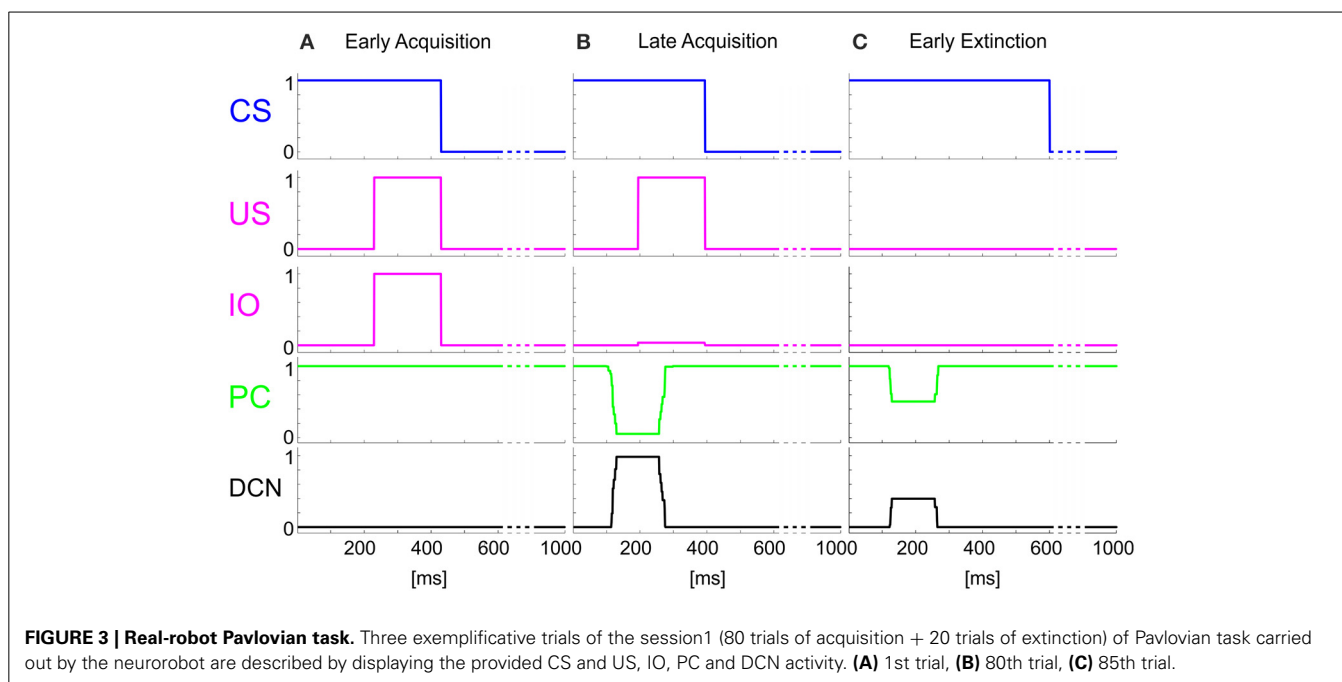 A Early Acquisition
B Late Acquisition
C Early Extinction
CS
1
0
US
1
0
IO
1
0
PC
1
0
DCN
1
0
200 400 600 1000 200 400 600 1000 200 400 600 1000
[ms] [ms] [ms]
FIGURE 3 | Real-robot Pavlovian task. Three exemplificative trials of the session1 (80 trials of acquisition + 20 trials of extinction) of Pavlovian task carried
out by the neurorobot are described by displaying the provided CS and US, IO, PC and DCN activity. (A) 1st trial, (B) 80th trial, (C) 85th trial.